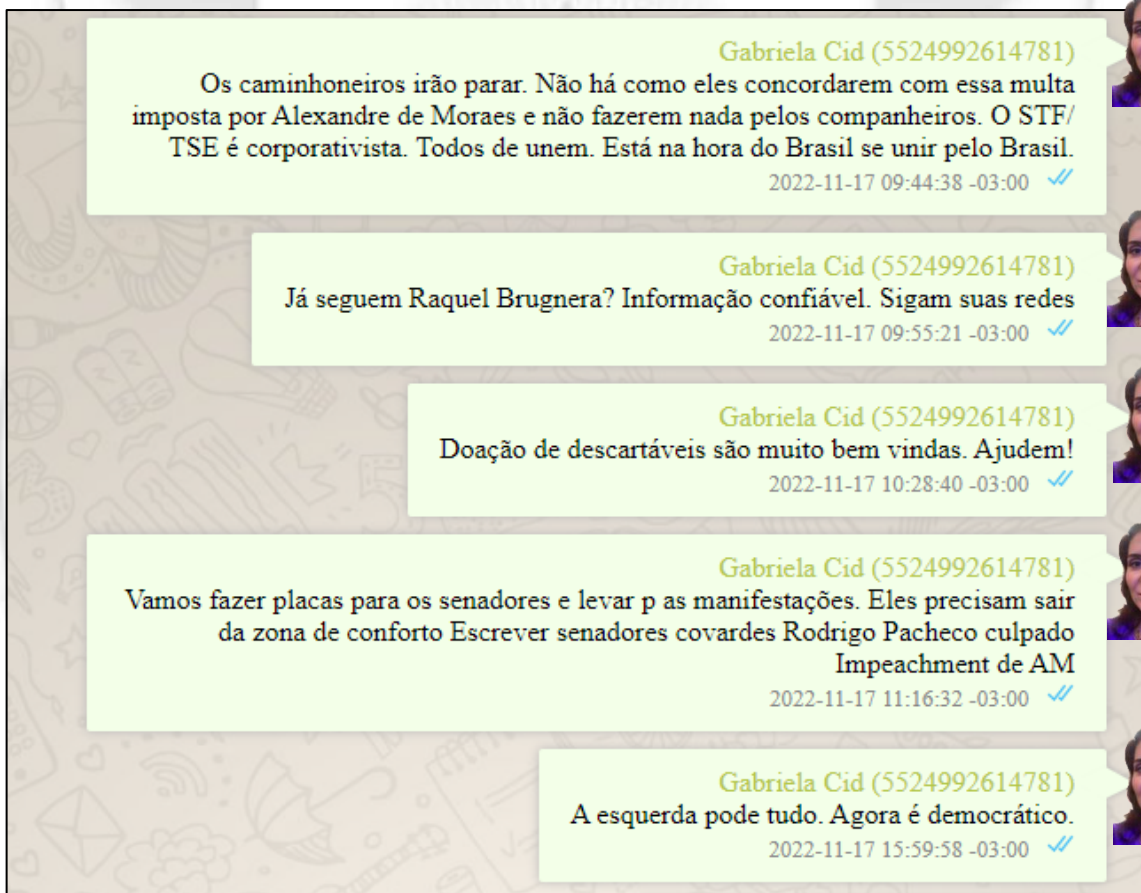 Gabriela Cid (5524992614781)
Os caminhoneiros irão parar. Não há como eles concordarem com essa multa
imposta por Alexandre de Moraes e não fazerem nada pelos companheiros. O STF/
TSE é corporativista. Todos de unem. Está na hora do Brasil se unir pelo Brasil.
2022-11-17 09:44:38 -03:00
Gabriela Cid (5524992614781)
Já seguem Raquel Brugnera? Informação confiável. Sigam suas redes
2022-11-17 09:55:21 -03:00
Gabriela Cid (5524992614781)
Doação de descartáveis são muito bem vindas. Ajudem!
2022-11-17 10:28:40 -03:00
Gabriela Cid (5524992614781)
Vamos fazer placas para os senadores e levar p as manifestações. Eles precisam sair
da zona de conforto Escrever senadores covardes Rodrigo Pacheco culpado
Impeachment de AM
2022-11-17 11:16:32 -03:00
Gabriela Cid (5524992614781)
A esquerda pode tudo. Agora é democrático.
2022-11-17 15:59:58 -03:00